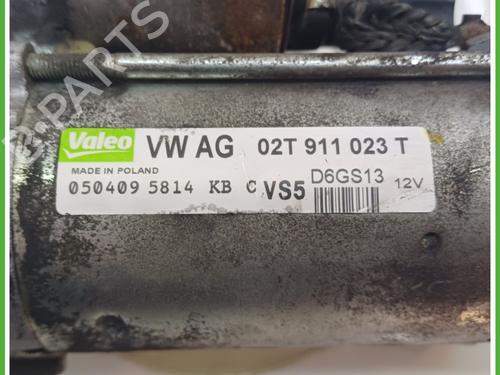 B-PARTS
Valeo VW AG 02T 911 023 T
MADE IN POLAND
050409 5814 KB C VS5 D6GS13 12V